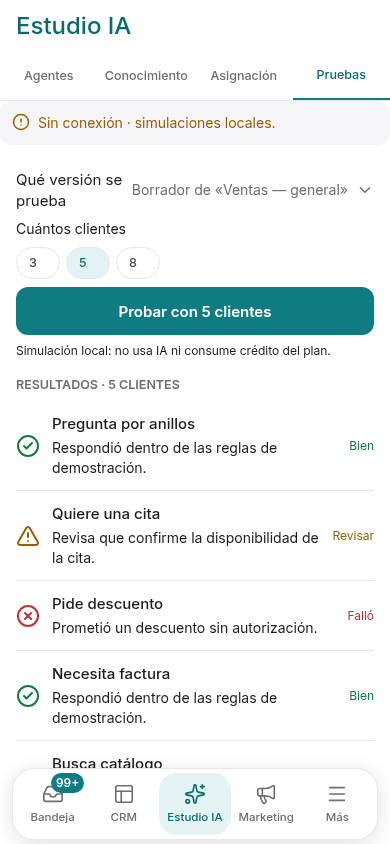 Estudio IA
Agentes
Conocimiento
Asignación
Pruebas
Sin conexión · simulaciones locales.
Qué versión se prueba
Borrador de «Ventas — general»
Cuántos clientes
3
5
8
Probar con 5 clientes
Simulación local: no usa IA ni consume crédito del plan.
RESULTADOS · 5 CLIENTES
Pregunta por anillos
Respondió dentro de las reglas de
demostración.
Bien
Quiere una cita
Revisa que confirme la disponibilidad de
la cita.
Revisar
Pide descuento
Prometió un descuento sin autorización.
Falló
Necesita factura
Respondió dentro de las reglas de
demostración.
Bien
Busca catálogo
99+
Bandeja
CRM
Estudio IA
Marketing
Más